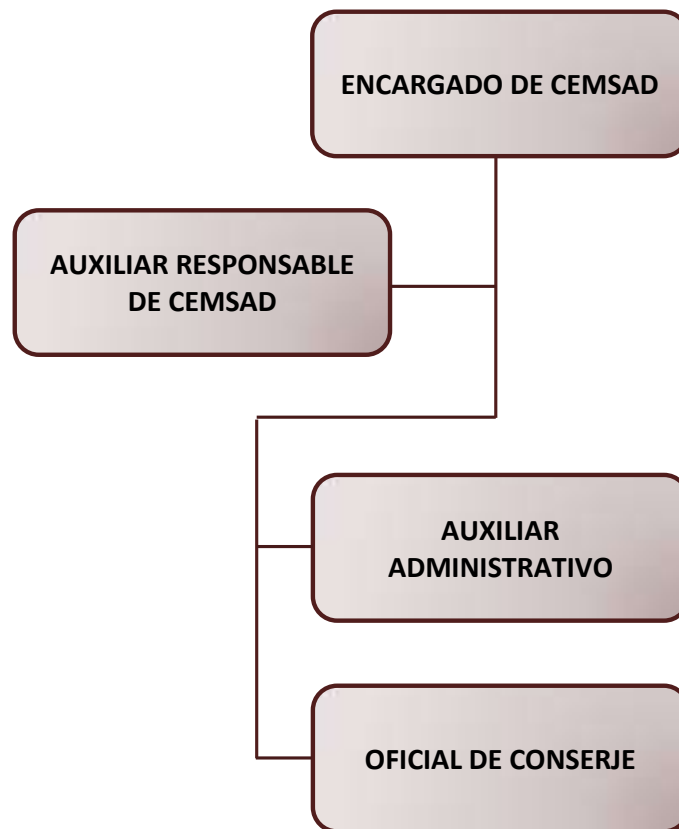 ENCARGADO DE CEMSAD
AUXILIAR RESPONSABLE
DE CEMSAD
AUXILIAR
ADMINISTRATIVO
OFICIAL DE CONSERJE